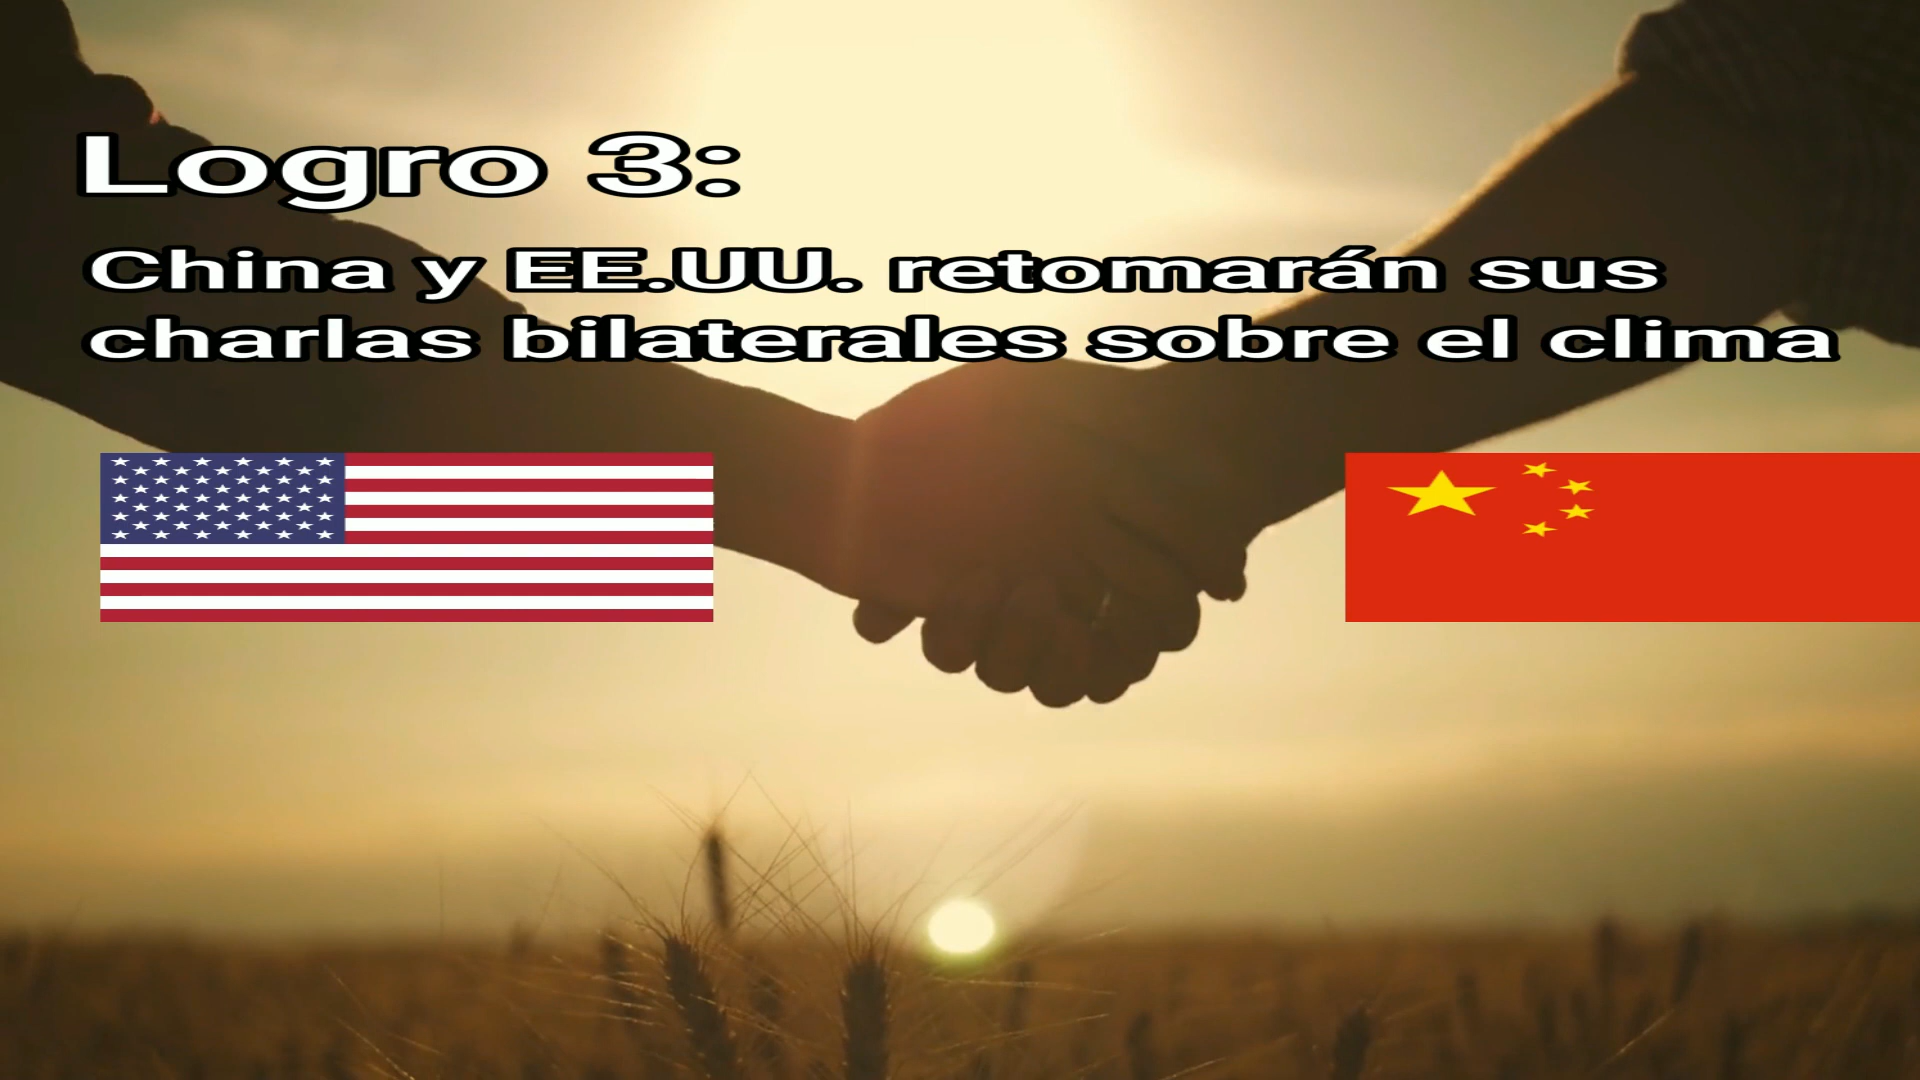 Logro 3:
China y EE.UU. retomarán sus
charlas bilaterales sobre el clima